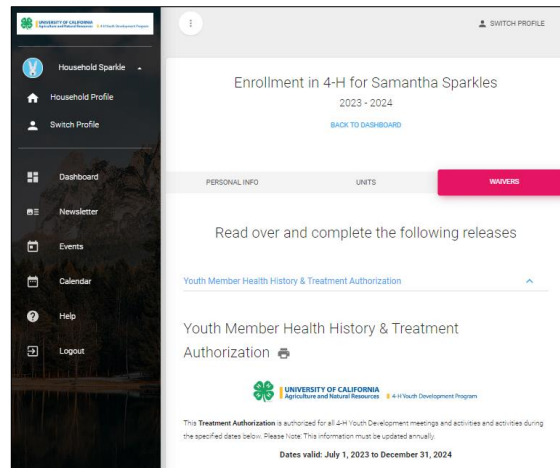 UNIVERSITY OF CALIFORNIA
Agriculture and Natural Resources 4-H Youth Development Program
Household Sparkle
Household Profile
Switch Profile
Dashboard
Newsletter
Events
Calendar
Help
Logout
SWITCH PROFILE
Enrollment in 4-H for Samantha Sparkles
2023 - 2024
BACK TO DASHBOARD
PERSONAL INFO UNITS WAIVERS
Read over and complete the following releases
Youth Member Health History & Treatment Authorization
Youth Member Health History & Treatment
Authorization
UNIVERSITY OF CALIFORNIA
Agriculture and Natural Resources 4-H Youth Development Program
This Treatment Authorization is authorized for all 4-H Youth Development meetings and activities and activities during
the specified dates below. Please Note: This information must be updated annually.
Dates valid: July 1, 2023 to December 31, 2024